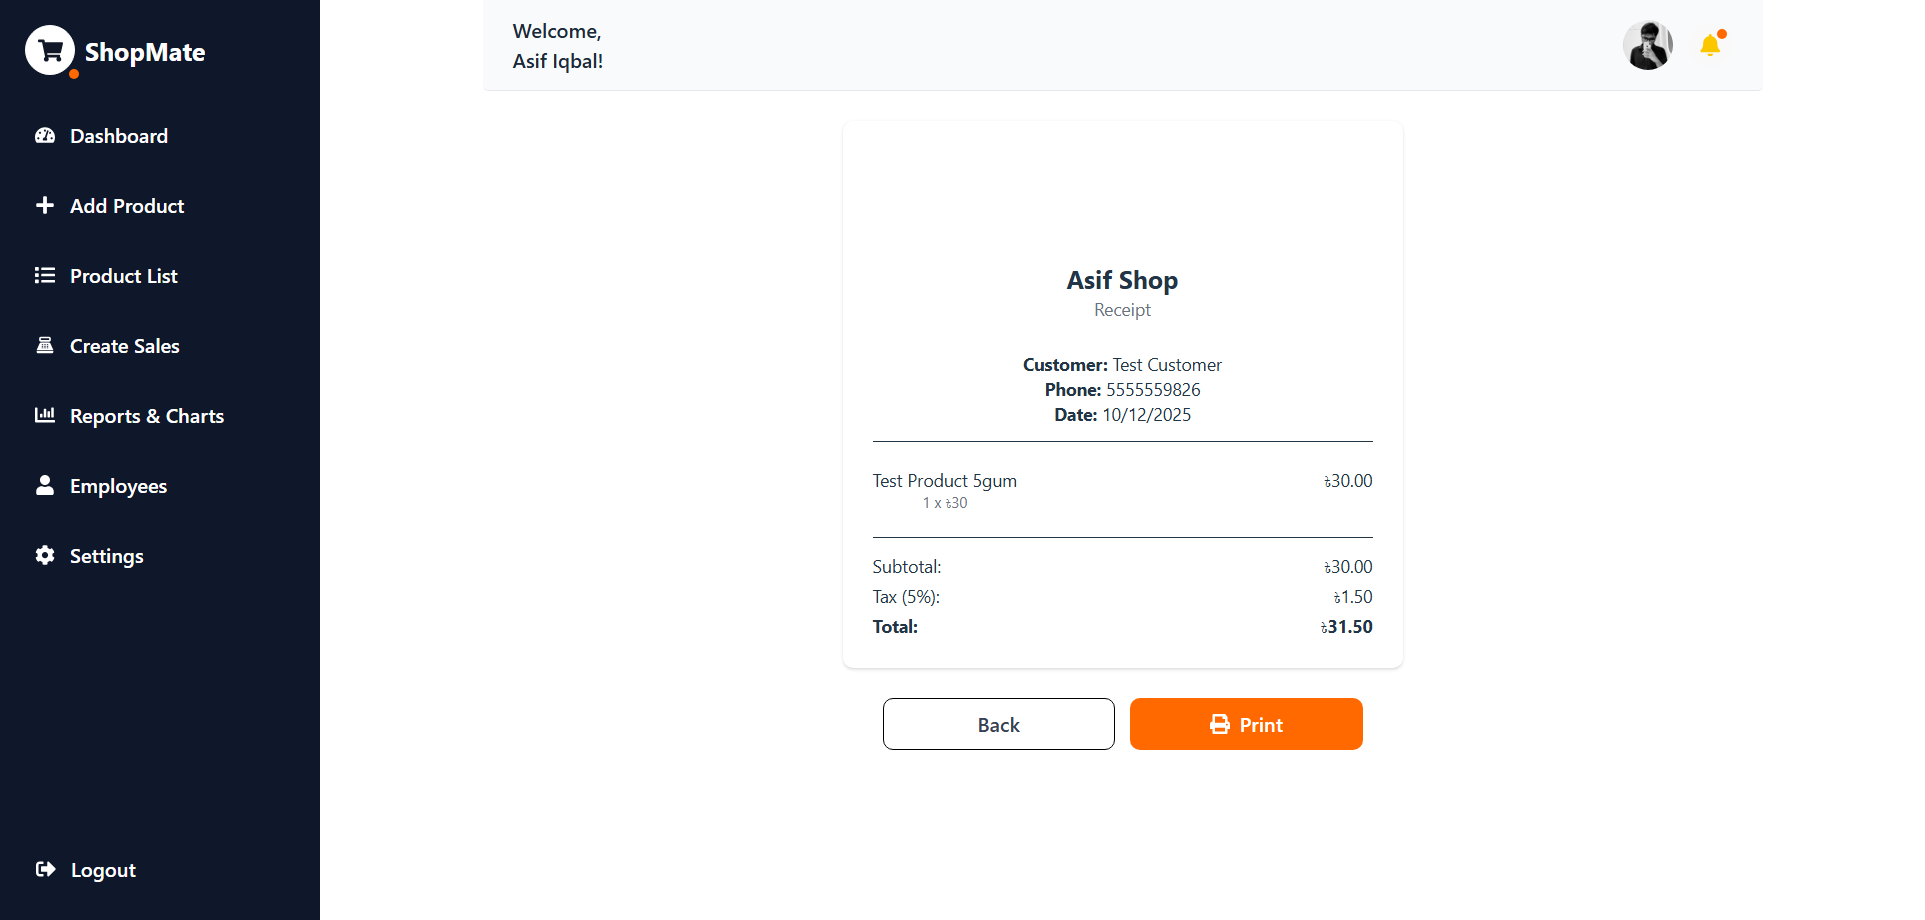 ShopMate
Dashboard
Add Product
Product List
Create Sales
Reports & Charts
Employees
Settings
Logout
Welcome,
Asif Iqbal!
Asif Shop
Receipt
Customer: Test Customer
Phone: 5555559826
Date: 10/12/2025
Test Product 5gum ৳30.00
1 x ৳30
Subtotal: ৳30.00
Tax (5%): ৳1.50
Total: ৳31.50
Back
Print